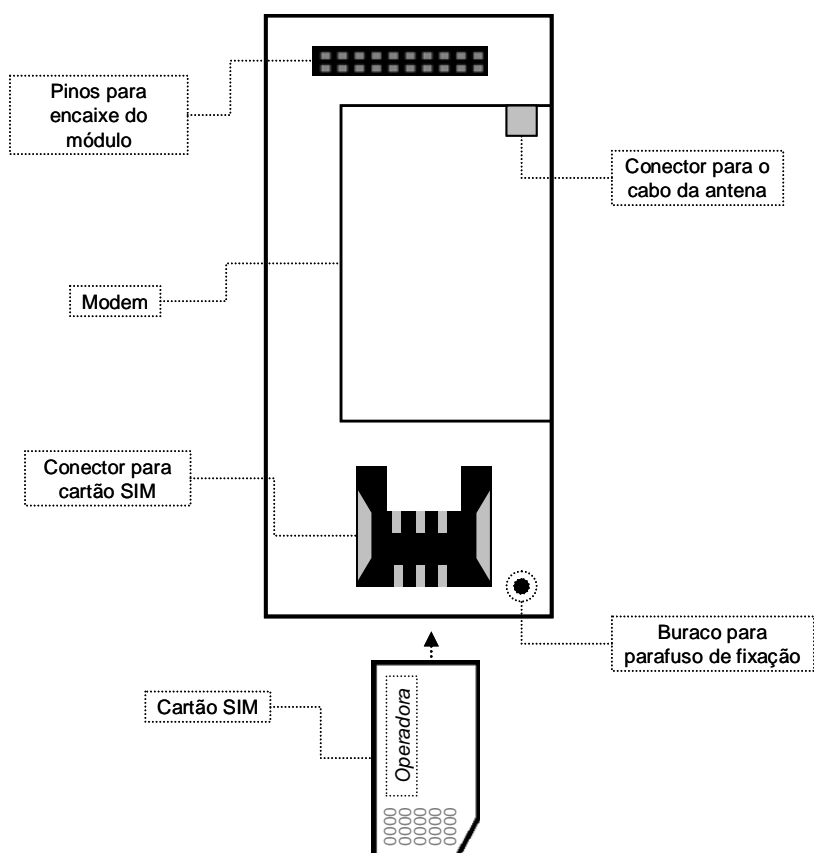 Pinos para
encaixe do
módulo
Conector para o
cabo da antena
Modem
Conector para
cartão SIM
Buraco para
parafuso de fixação
Cartão SIM
Operadora